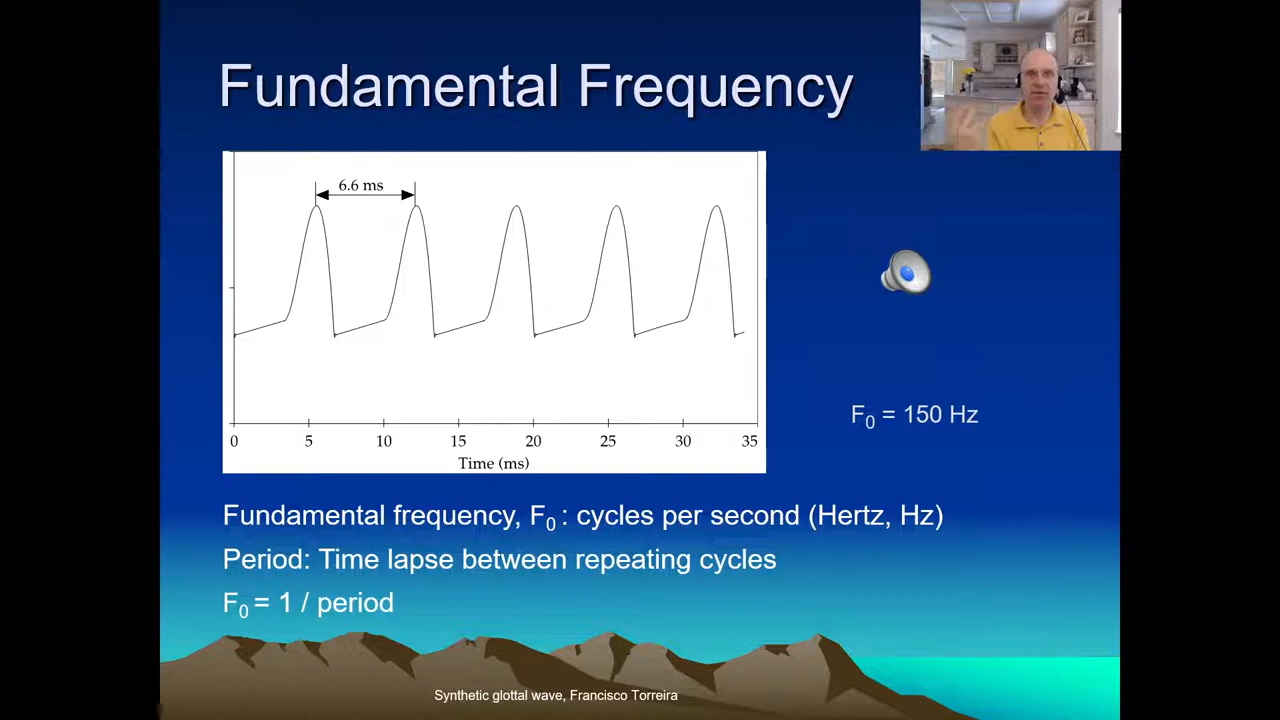 Fundamental Frequency
6.6 ms
0 5 10 15 20 25 30 35
Time (ms)
F0 = 150 Hz
Fundamental frequency, F0 : cycles per second (Hertz, Hz)
Period: Time lapse between repeating cycles
F0 = 1 / period
Synthetic glottal wave, Francisco Torreira